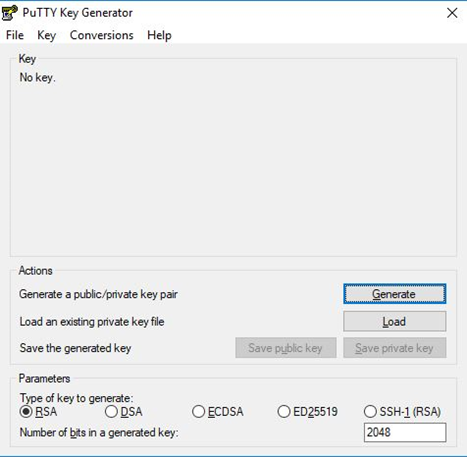 PuTTY Key Generator
File Key Conversions Help
Key
No key.
Actions
Generate a public/private key pair Generate
Load an existing private key file Load
Save the generated key Save public key Save private key
Parameters
Type of key to generate:
RSA DSA ECDSA ED25519 SSH-1 (RSA)
Number of bits in a generated key: 2048